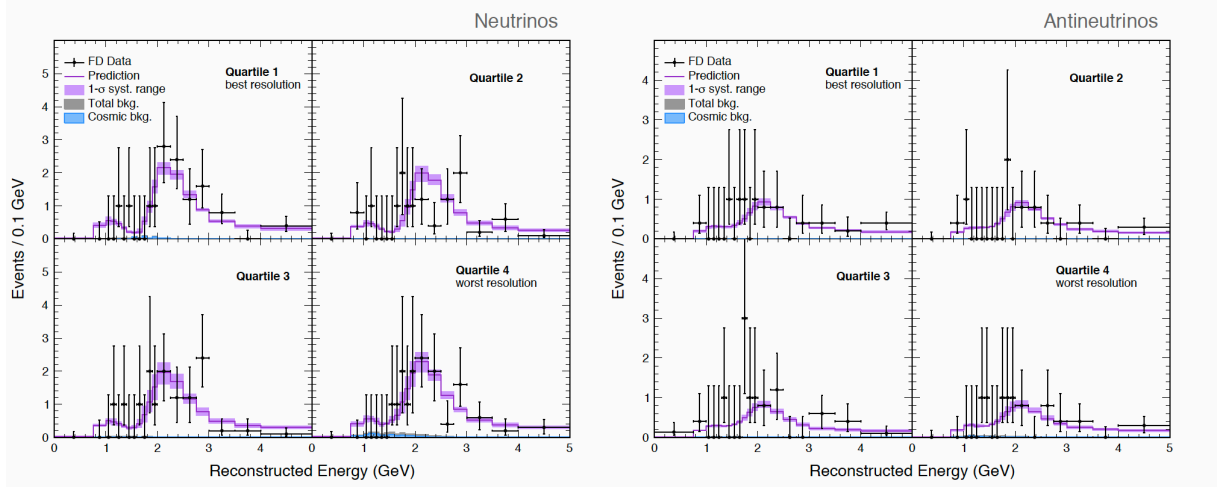 Neutrinos
FD Data
Prediction
1-σ syst. range
Total bkg.
Cosmic bkg.
Quartile 1
best resolution
Quartile 2
Quartile 3
Quartile 4
worst resolution
5
4
3
2
1
0
5
4
3
2
1
0
0 1 2 3 1 2 3 4 5
Events / 0.1 GeV
Reconstructed Energy (GeV)
Antineutrinos
FD Data
Prediction
1-σ syst. range
Total bkg.
Cosmic bkg.
Quartile 1
best resolution
Quartile 2
Quartile 3
Quartile 4
worst resolution
4
3
2
1
0
4
3
2
1
0
0 1 2 3 4 0 1 2 3 4 5
Events / 0.1 GeV
Reconstructed Energy (GeV)